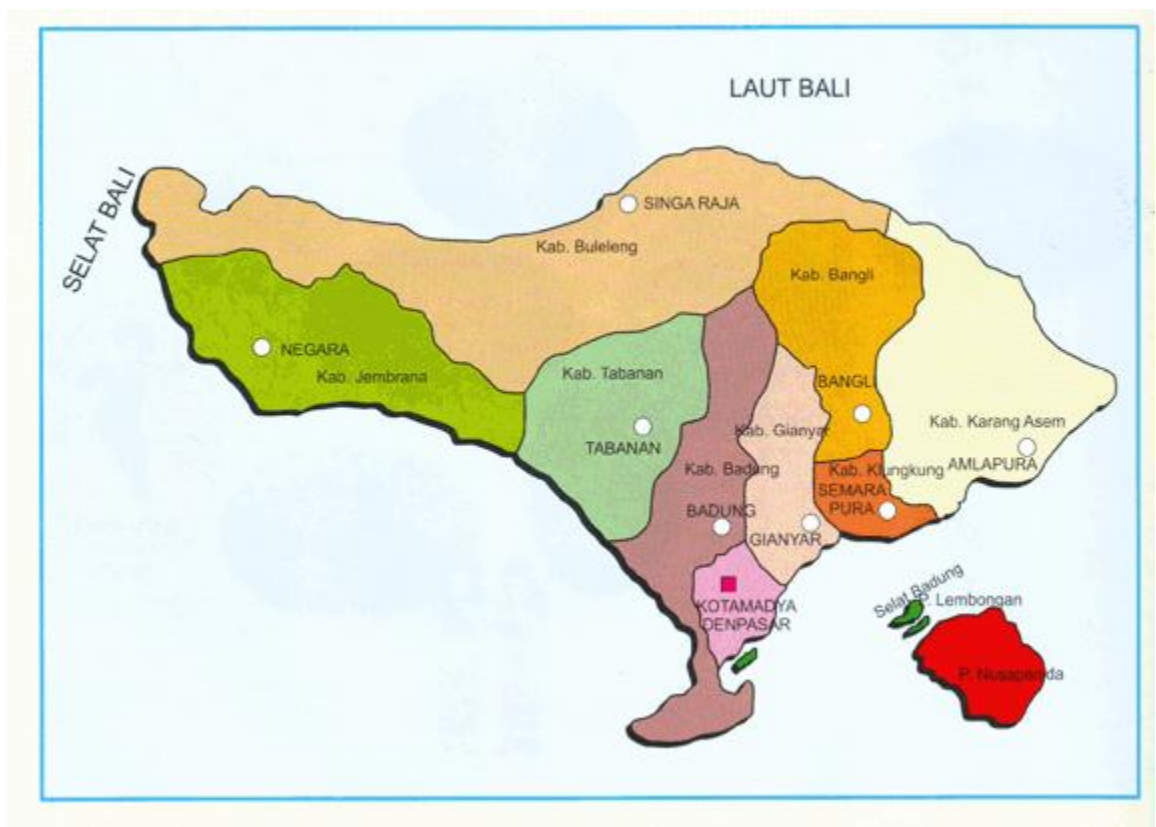 LAUT BALI
SELAT BALI
SINGA RAJA
Kab. Buleleng
Kab. Bangli
NEGARA
Kab. Jembrana
Kab. Tabanan
BANGLI
TABANAN
Kab. Gianyar
Kab. Karang Asem
AMLAPURA
Kab. Badung
Kab. Klungkung
SEMARA
PURA
BADUNG
GIANYAR
KOTAMADYA
DENPASAR
Selat Badung
P. Lembongan
P. Nusapenida